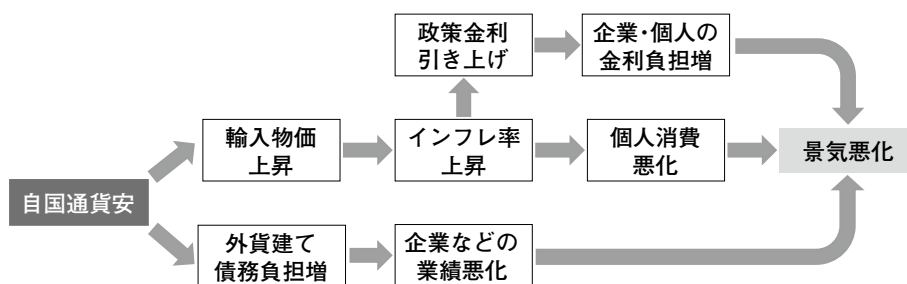 政策金利
引き上げ
企業・個人の
金利負担増
輸入物価
上昇
インフレ率
上昇
個人消費
悪化
景気悪化
自国通貨安
外貨建て
債務負担増
企業などの
業績悪化